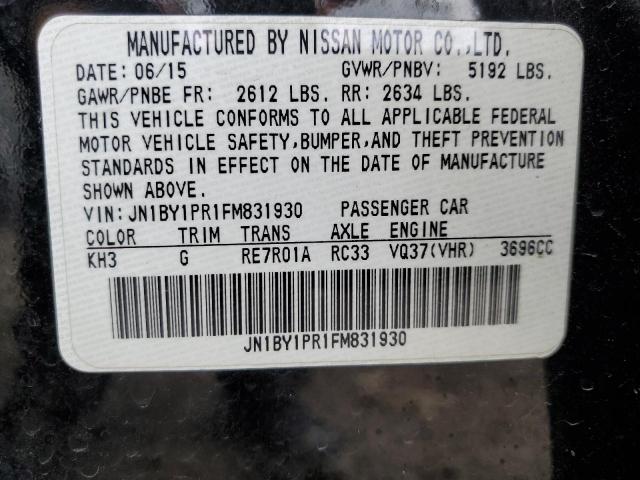 MANUFACTURED BY NISSAN MOTOR CO.,LTD.
DATE: 06/15 GVWR/PNBV: 5192 LBS.
GAWR/PNBE FR: 2612 LBS. RR: 2634 LBS.
THIS VEHICLE CONFORMS TO ALL APPLICABLE FEDERAL
MOTOR VEHICLE SAFETY,BUMPER,AND THEFT PREVENTION
STANDARDS IN EFFECT ON THE DATE OF MANUFACTURE
SHOWN ABOVE.
VIN:JN1BY1PR1FM831930 PASSENGER CAR
COLOR TRIM TRANS AXLE ENGINE
KH3 G RE7R01A RC33 VQ37(VHR) 3696CC
JN1BY1PR1FM831930